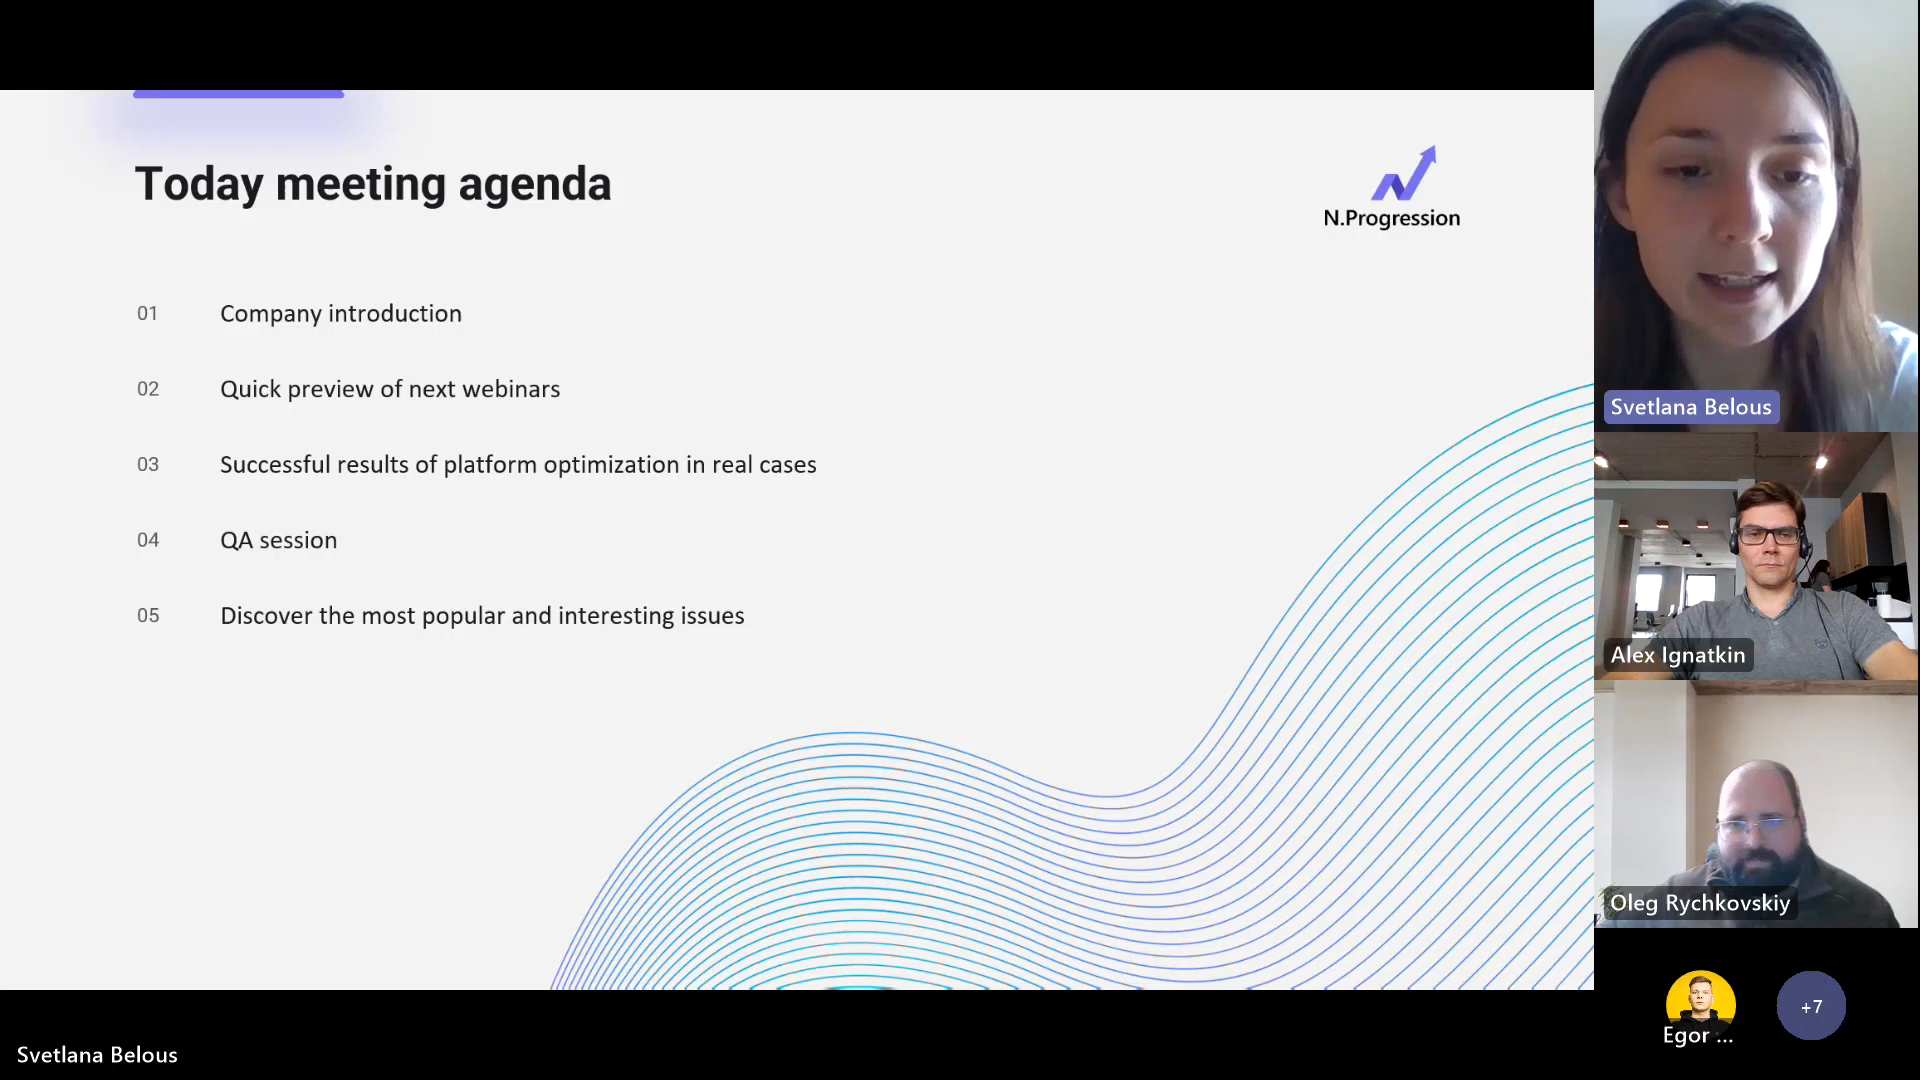 Today meeting agenda
N.Progression
01 Company introduction
02 Quick preview of next webinars
03 Successful results of platform optimization in real cases
04 QA session
05 Discover the most popular and interesting issues
Svetlana Belous
Alex Ignatkin
Oleg Rychkovskiy
Egor ...
+7
Svetlana Belous